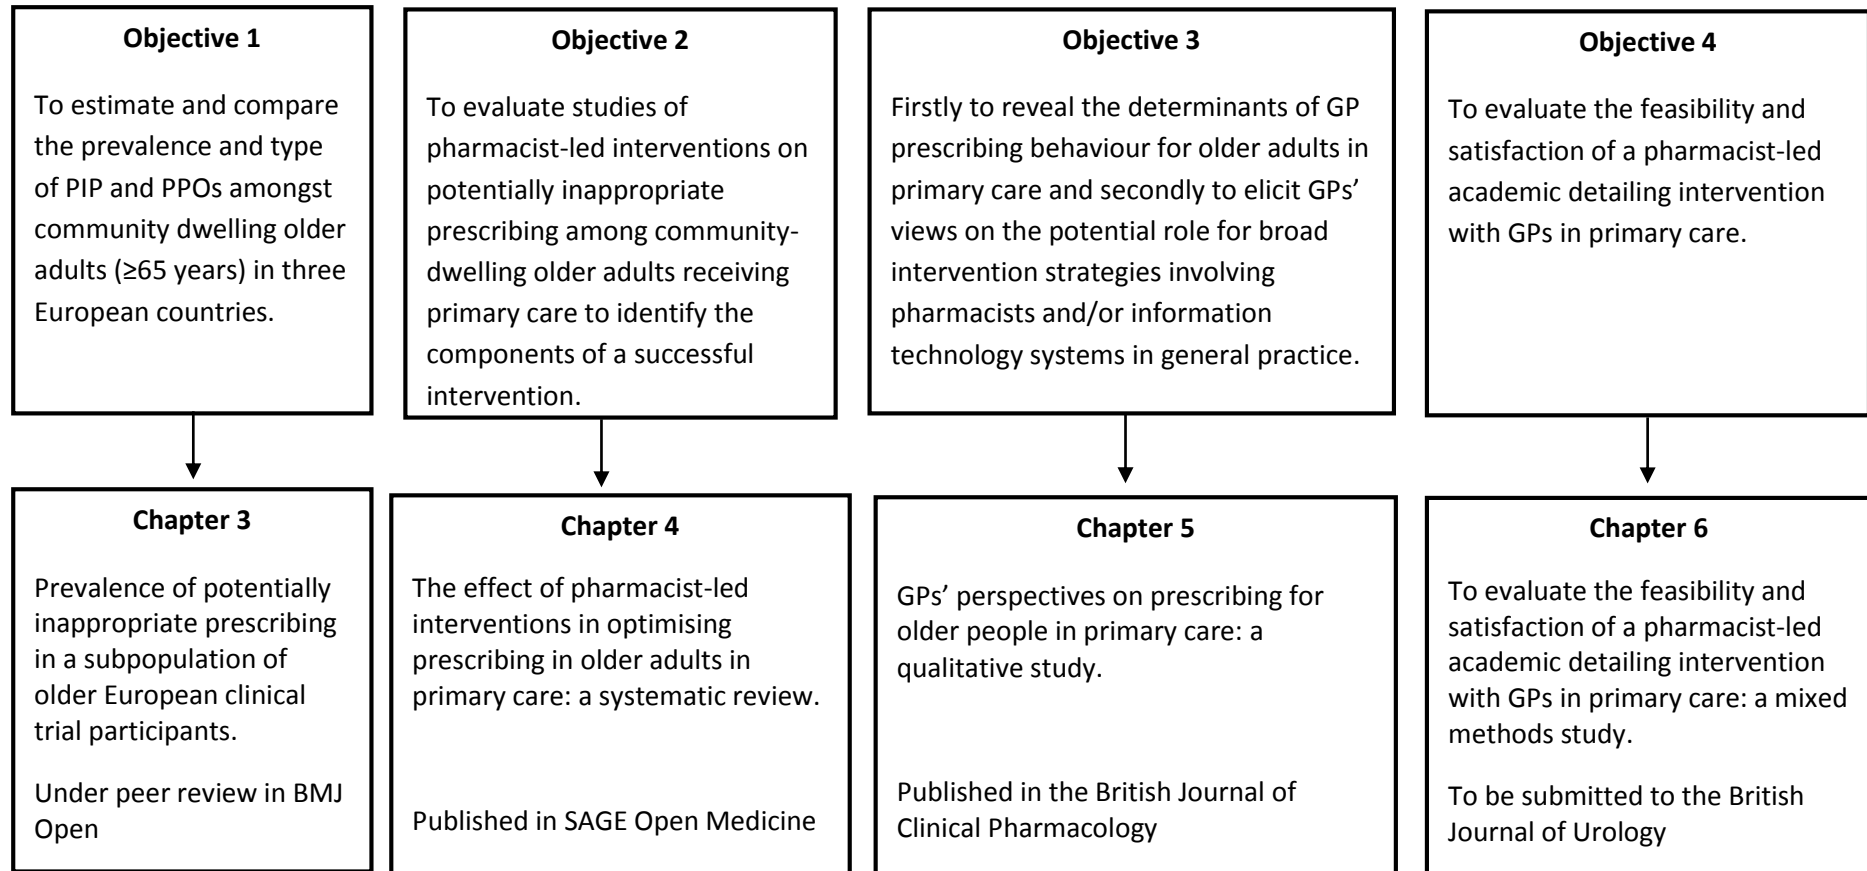 Objective 1
To estimate and compare
the prevalence and type
of PIP and PPOs amongst
community dwelling older
adults (≥65 years) in three
European countries.
Objective 2
To evaluate studies of
pharmacist-led interventions on
potentially inappropriate
prescribing among community-
dwelling older adults receiving
primary care to identify the
components of a successful
intervention.
Objective 3
Firstly to reveal the determinants of GP
prescribing behaviour for older adults in
primary care and secondly to elicit GPs’
views on the potential role for broad
intervention strategies involving
pharmacists and/or information
technology systems in general practice.
Objective 4
To evaluate the feasibility and
satisfaction of a pharmacist-led
academic detailing intervention
with GPs in primary care.
Chapter 3
Prevalence of potentially
inappropriate prescribing
in a subpopulation of
older European clinical
trial participants.
Under peer review in BMJ
Open
Chapter 4
The effect of pharmacist-led
interventions in optimising
prescribing in older adults in
primary care: a systematic review.
Published in SAGE Open Medicine
Chapter 5
GPs’ perspectives on prescribing for
older people in primary care: a
qualitative study.
Published in the British Journal of
Clinical Pharmacology
Chapter 6
To evaluate the feasibility and
satisfaction of a pharmacist-led
academic detailing intervention
with GPs in primary care: a mixed
methods study.
To be submitted to the British
Journal of Urology